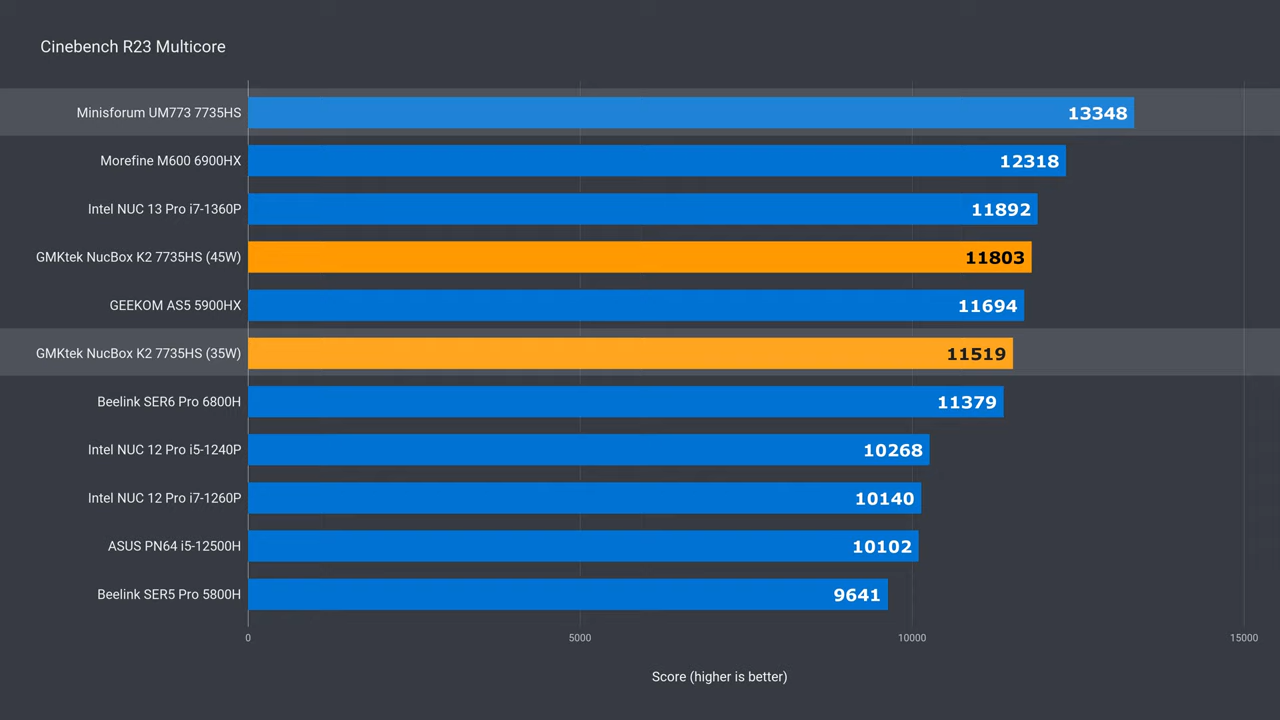 Cinebench R23 Multicore
Minisforum UM773 7735HS 13348
Morefine M600 6900HX 12318
Intel NUC 13 Pro i7-1360P 11892
GMKtek NucBox K2 7735HS (45W) 11803
GEEKOM AS5 5900HX 11694
GMKtek NucBox K2 7735HS (35W) 11519
Beelink SER6 Pro 6800H 11379
Intel NUC 12 Pro i5-1240P 10268
Intel NUC 12 Pro i7-1260P 10140
ASUS PN64 i5-12500H 10102
Beelink SER5 Pro 5800H 9641
0 5000 10000 15000
Score (higher is better)